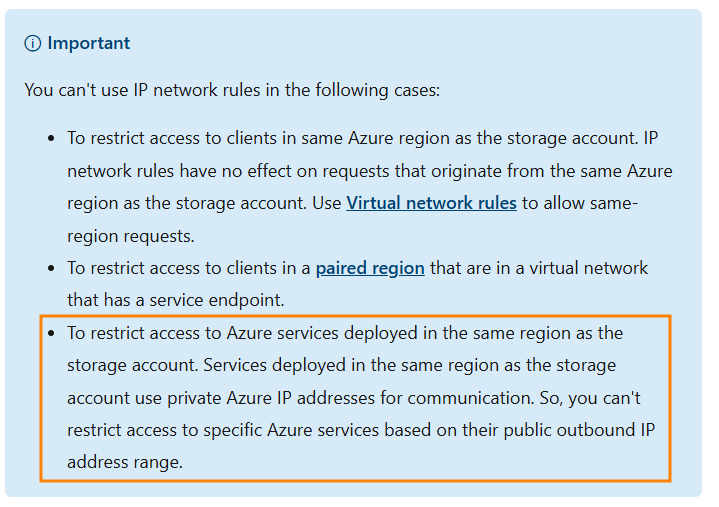 Important
You can't use IP network rules in the following cases:
• To restrict access to clients in same Azure region as the storage account. IP
network rules have no effect on requests that originate from the same Azure
region as the storage account. Use Virtual network rules to allow same-
region requests.
• To restrict access to clients in a paired region that are in a virtual network
that has a service endpoint.
• To restrict access to Azure services deployed in the same region as the
storage account. Services deployed in the same region as the storage
account use private Azure IP addresses for communication. So, you can't
restrict access to specific Azure services based on their public outbound IP
address range.